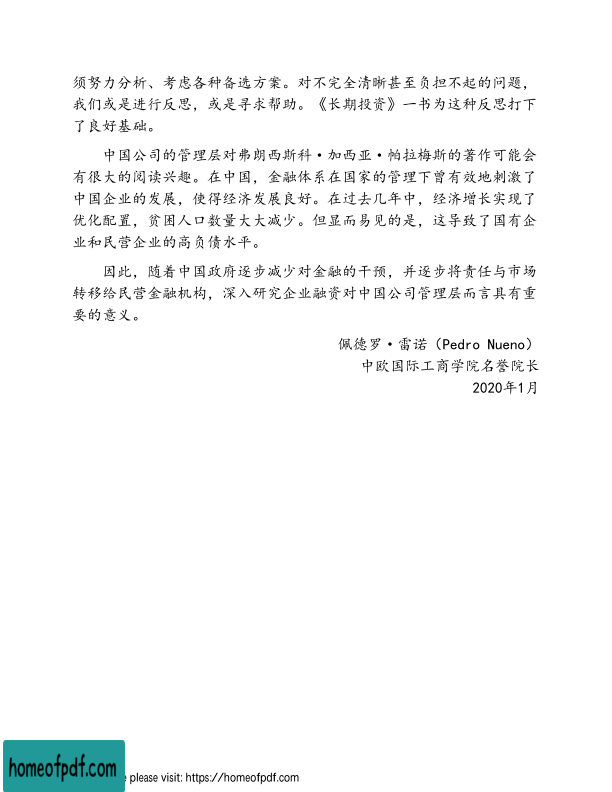 须努力分析、考虑各种备选方案。对不完全清晰甚至负担不起的问题，
我们或是进行反思，或是寻求帮助。《长期投资》一书为这种反思打下
了良好基础。
中国公司的管理层对弗朗西斯科·加西亚·帕拉梅斯的著作可能会
有很大的阅读兴趣。在中国，金融体系在国家的管理下曾有效地刺激了
中国企业的发展，使得经济发展良好。在过去几年中，经济增长实现了
优化配置，贫困人口数量大大减少。但显而易见的是，这导致了国有企
业和民营企业的高负债水平。
因此，随着中国政府逐步减少对金融的干预，并逐步将责任与市场
转移给民营金融机构，深入研究企业融资对中国公司管理层而言具有重
要的意义。
佩德罗·雷诺（Pedro Nueno）
中欧国际工商学院名誉院长
2020年1月
homeofpdf.com
e please visit: https://homeofpdf.com